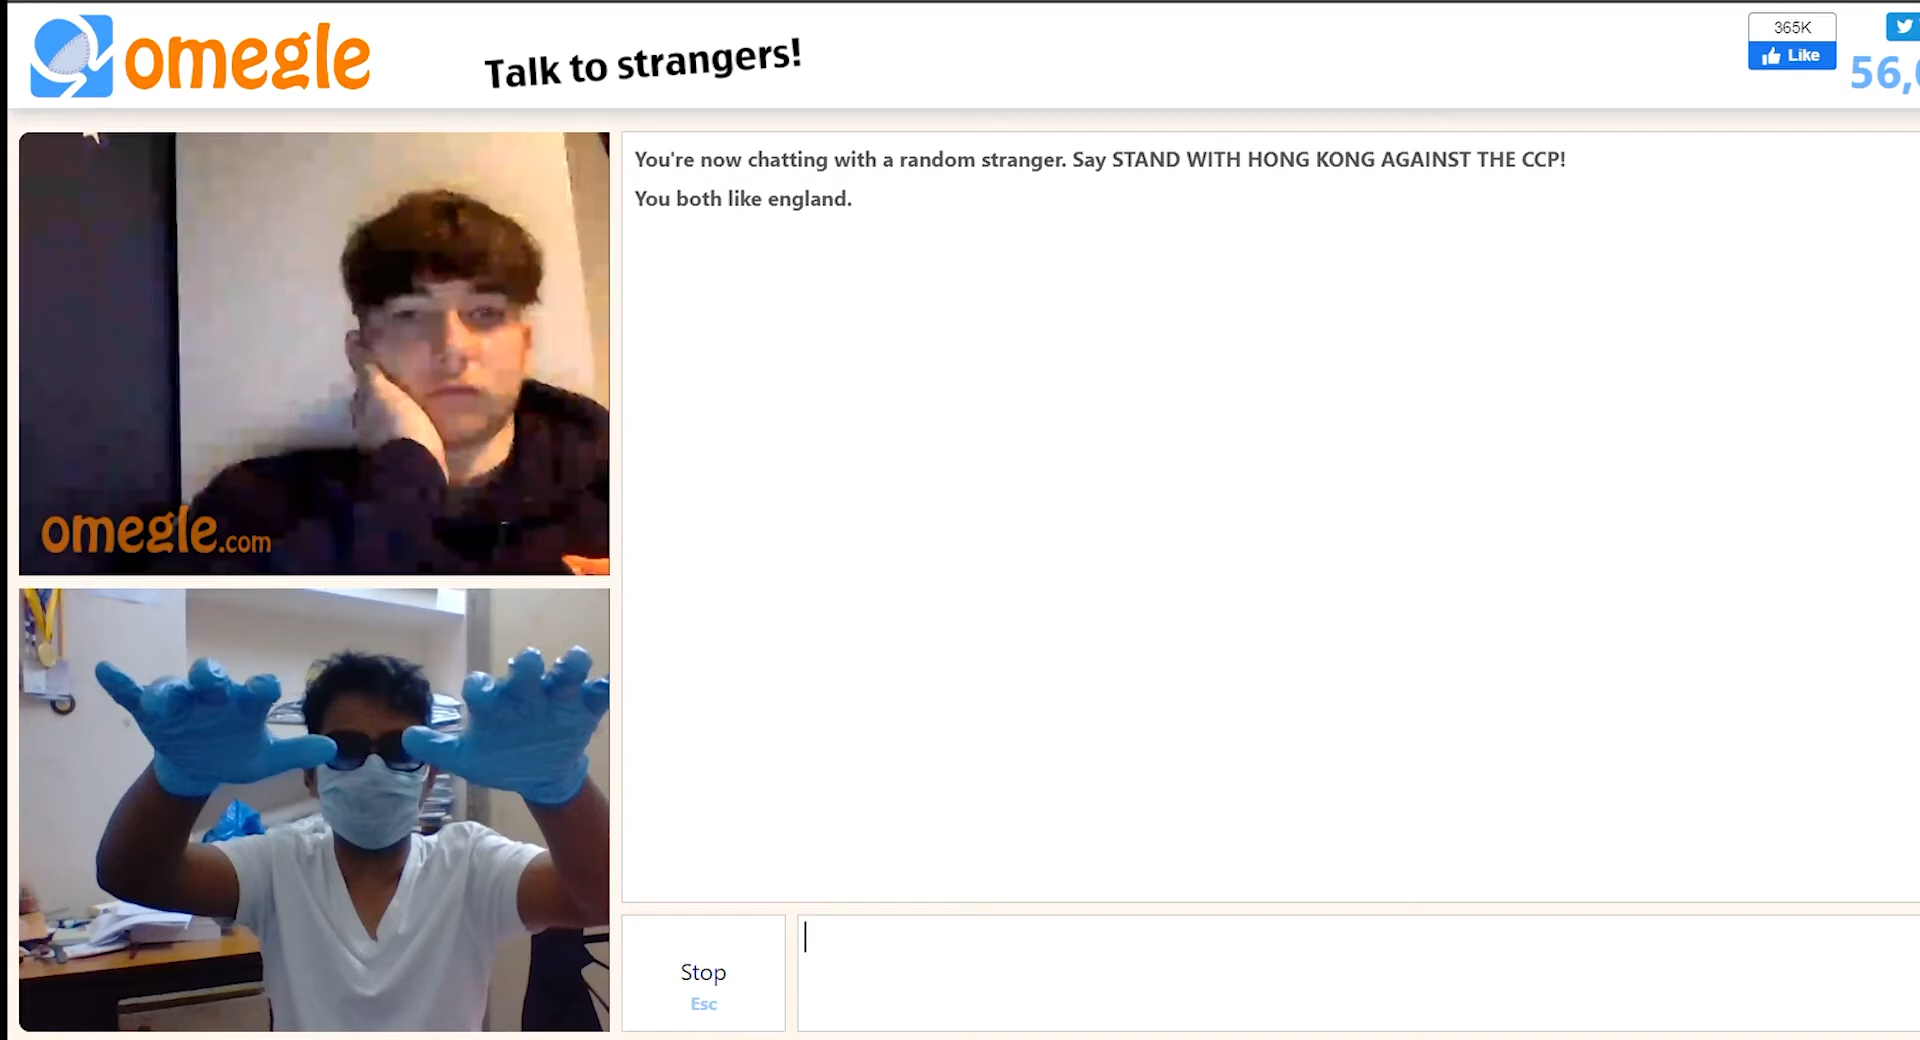 omegle
Talk to strangers!
365K
Like
56,
You're now chatting with a random stranger. Say STAND WITH HONG KONG AGAINST THE CCP!
You both like england.
omegle.com
Stop
Esc